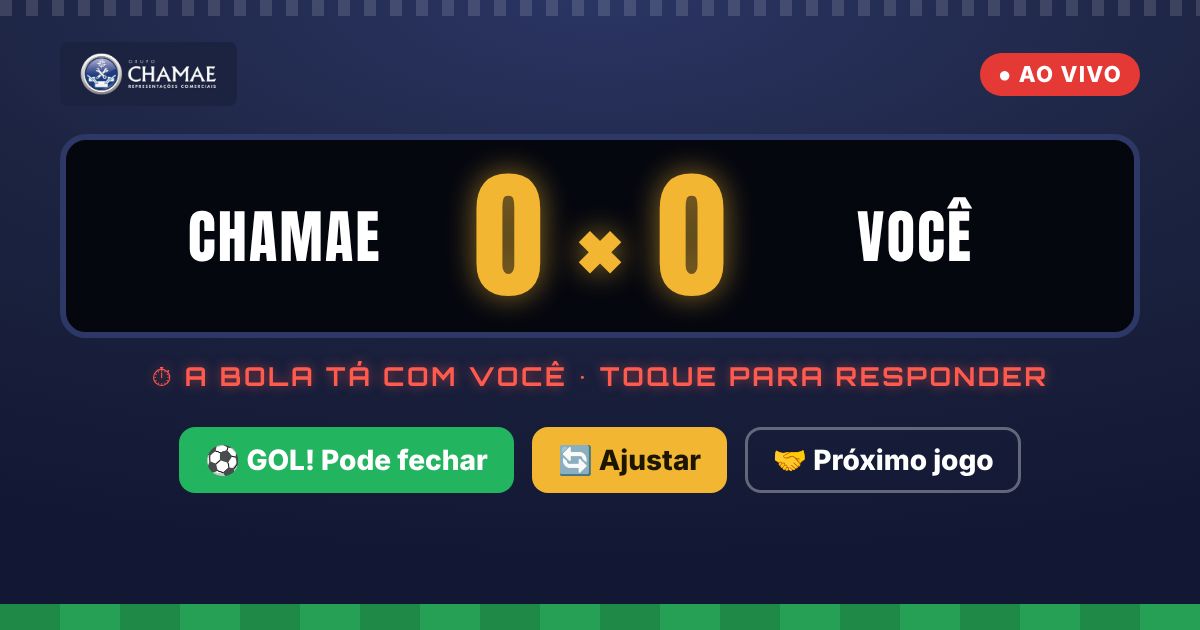 GRUPO
CHAMAE
REPRESENTAÇÕES COMERCIAIS
● AO VIVO
CHAMAE 0 × 0 VOCÊ
⏱ A BOLA TÁ COM VOCÊ · TOQUE PARA RESPONDER
⚽ GOL! Pode fechar
🔄 Ajustar
🤝 Próximo jogo